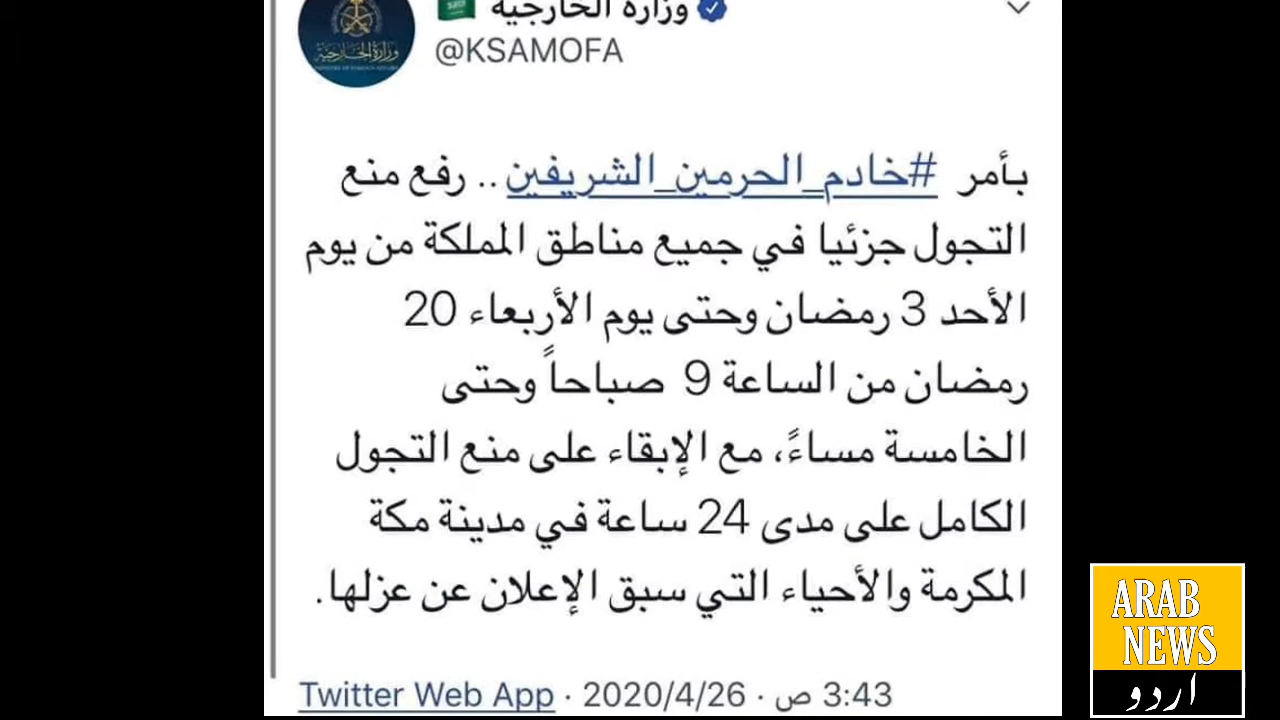 وزارة الخارجية
@KSAMOFA
بأمر #خادم_الحرمين_الشريفين .. رفع منع
التجول جزئيا في جميع مناطق المملكة من يوم
الأحد 3 رمضان وحتى يوم الأربعاء 20
رمضان من الساعة 9 صباحاً وحتى
الخامسة مساءً، مع الإبقاء على منع التجول
الكامل على مدى 24 ساعة في مدينة مكة
المكرمة والأحياء التي سبق الإعلان عن عزلها.
3:43 ص · 2020/4/26 · Twitter Web App
ARAB
NEWS
اردو